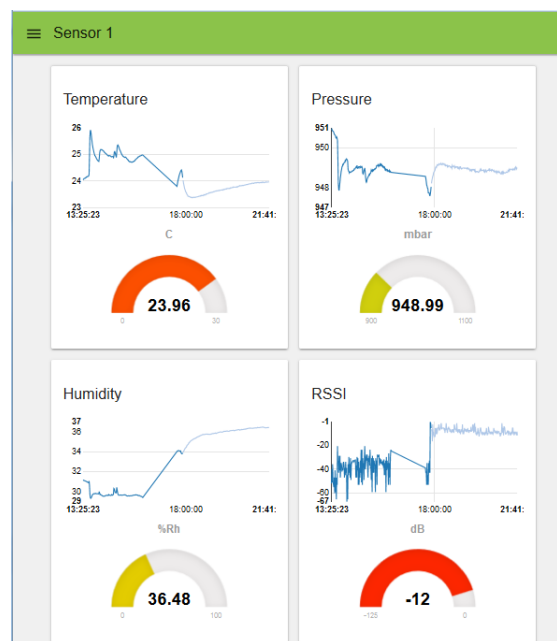 Sensor 1
Temperature
26
25
24
23
13:25:23 18:00:00 21:41:
C
23.96
0 30
Pressure
951
950
948
947
13:25:23 18:00:00 21:41:
mbar
948.99
900 1100
Humidity
37
36
34
32
30
29
13:25:23 18:00:00 21:41:
%Rh
36.48
0 100
RSSI
-1
-20
-40
-60
-67
13:25:23 18:00:00 21:41:
dB
-12
-125 0